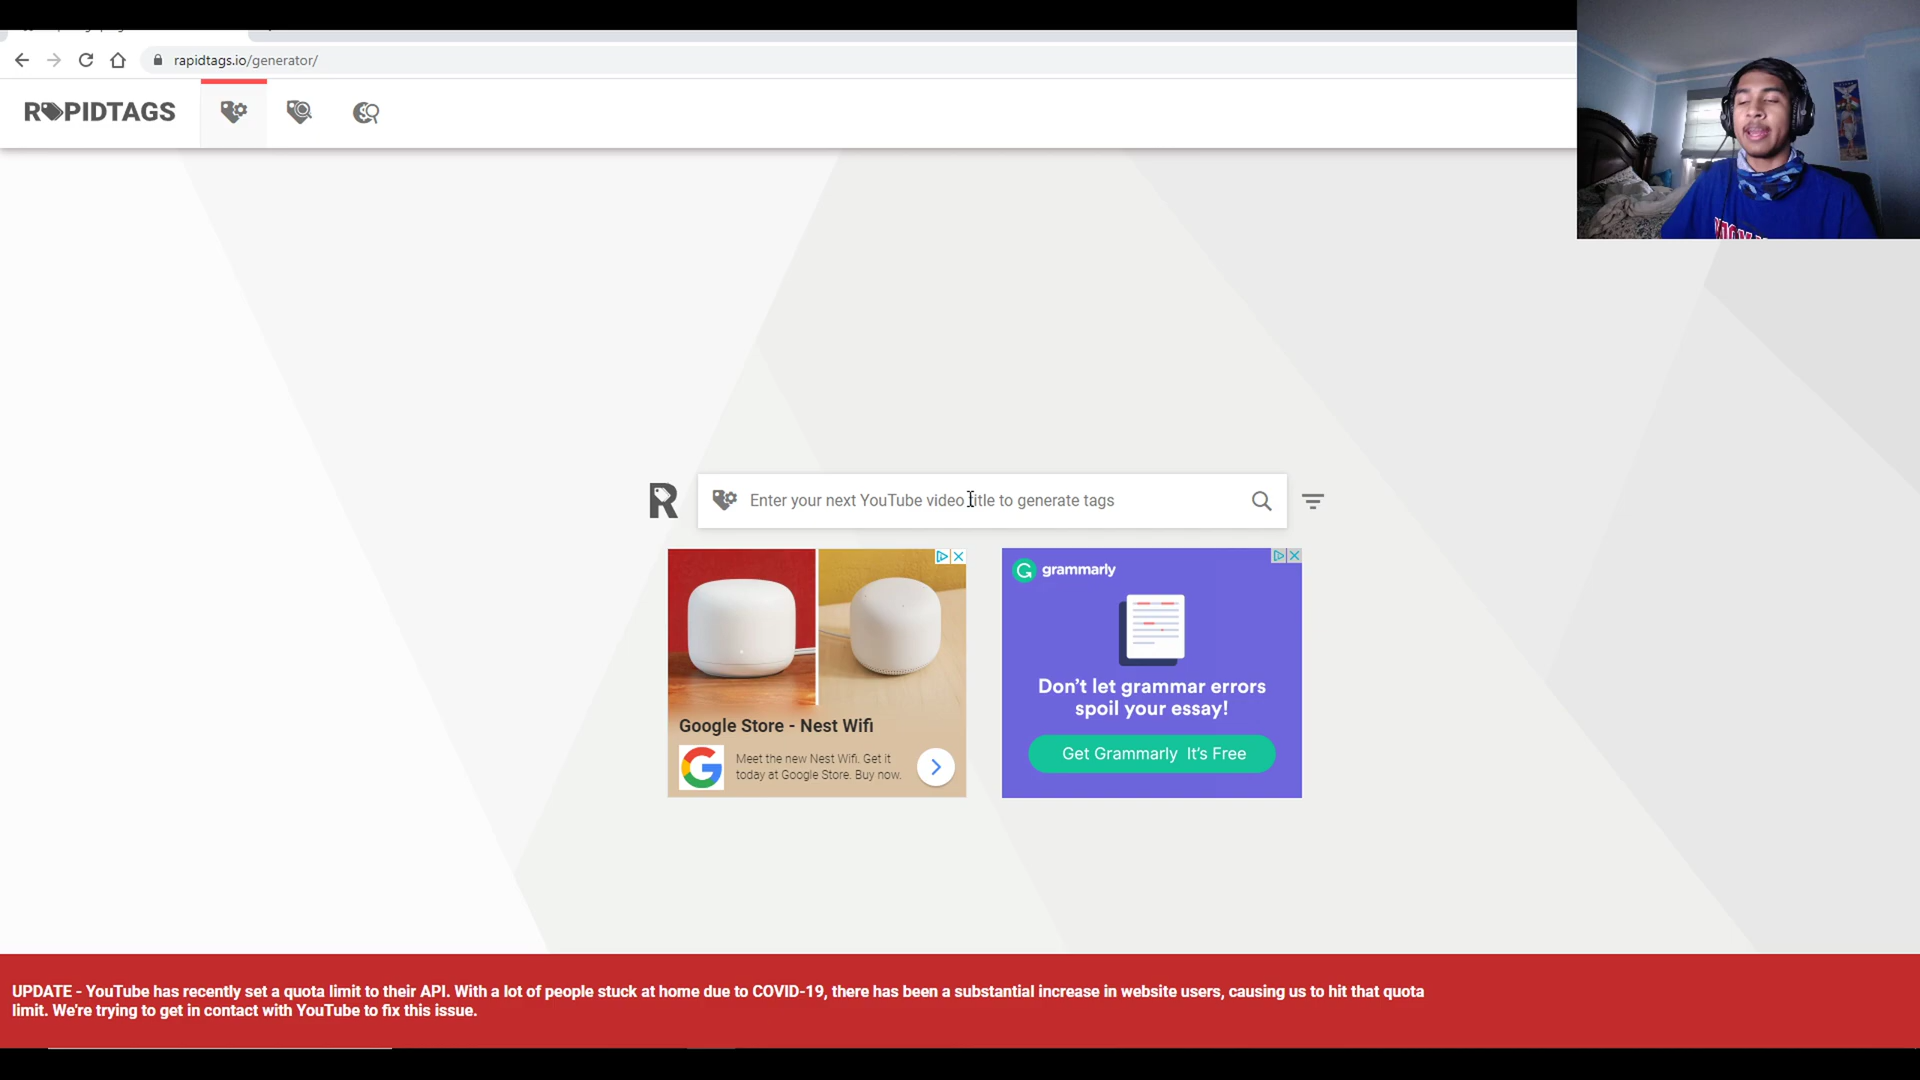 rapidtags.io/generator/
RAPIDTAGS
Enter your next YouTube video title to generate tags
Google Store - Nest Wifi
Meet the new Nest Wifi. Get it
today at Google Store. Buy now.
grammarly
Don't let grammar errors
spoil your essay!
Get Grammarly It's Free
UPDATE - YouTube has recently set a quota limit to their API. With a lot of people stuck at home due to COVID-19, there has been a substantial increase in website users, causing us to hit that quota
limit. We're trying to get in contact with YouTube to fix this issue.